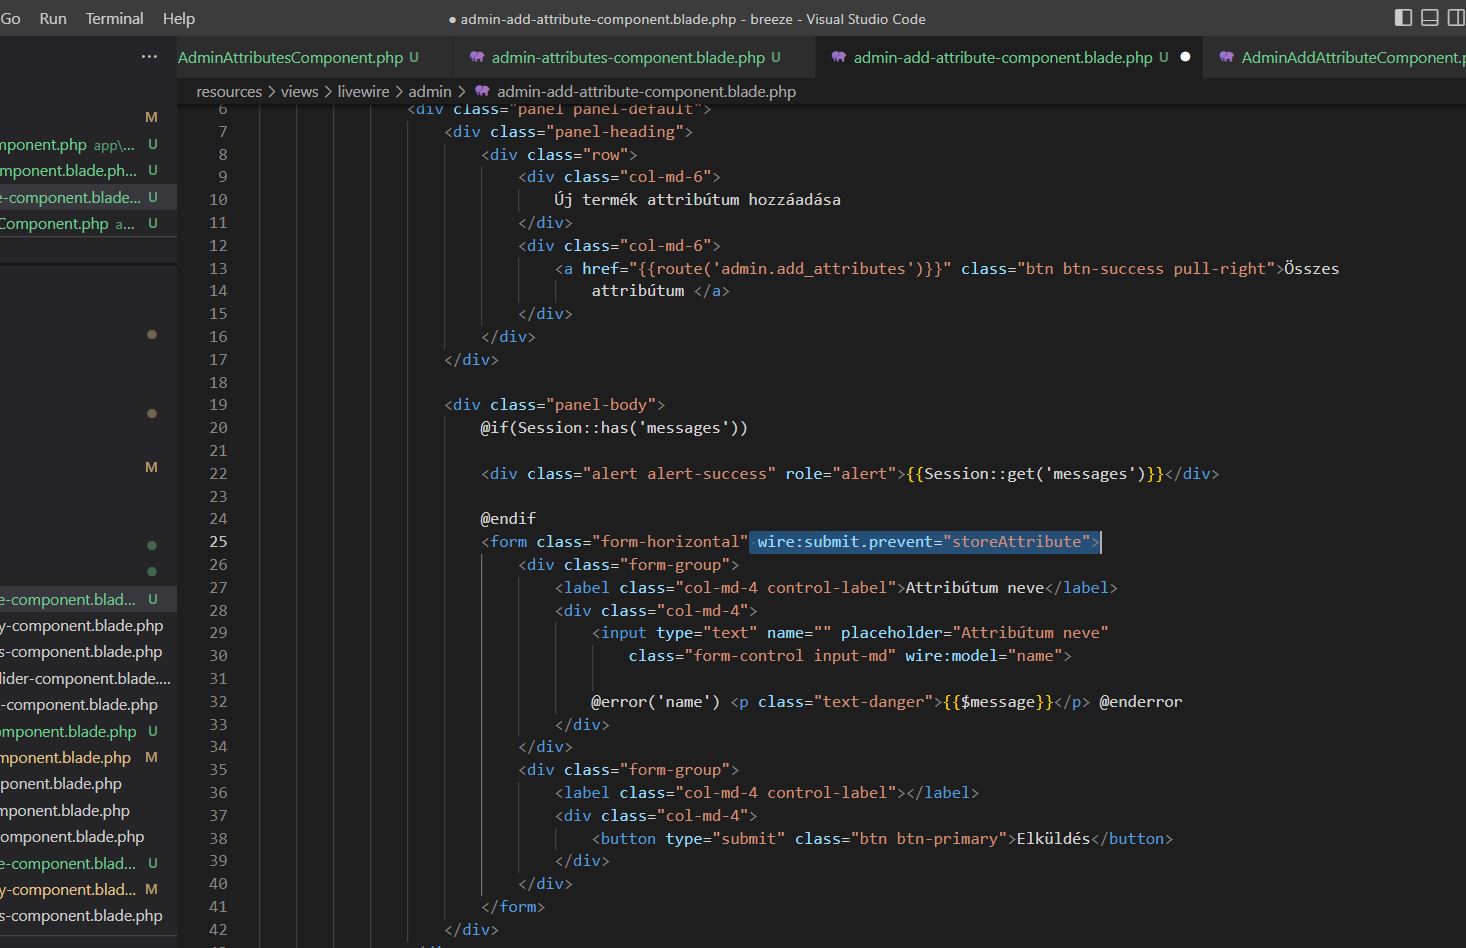 Go Run Terminal Help
● admin-add-attribute-component.blade.php - breeze - Visual Studio Code
AdminAttributesComponent.php U
admin-attributes-component.blade.php U
admin-add-attribute-component.blade.php U ●
AdminAddAttributeComponent.p
resources > views > livewire > admin > admin-add-attribute-component.blade.php
M
mponent.php app\... U
mponent.blade.ph... U
e-component.blade... U
Component.php a... U
M
e-component.blad... U
y-component.blade.php
s-component.blade.php
lider-component.blade....
-component.blade.php
omponent.blade.php U
mponent.blade.php M
ponent.blade.php
mponent.blade.php
component.blade.php
e-component.blad... U
y-component.blad... M
s-component.blade.php
6 <div class="panel panel-default">
7 <div class="panel-heading">
8 <div class="row">
9 <div class="col-md-6">
10 Új termék attribútum hozzáadása
11 </div>
12 <div class="col-md-6">
13 <a href="{{route('admin.add_attributes')}}" class="btn btn-success pull-right">Összes
14 attribútum </a>
15 </div>
16 </div>
17 </div>
18
19 <div class="panel-body">
20 @if(Session::has('messages'))
21
22 <div class="alert alert-success" role="alert">{{Session::get('messages')}}</div>
23
24 @endif
25 <form class="form-horizontal" wire:submit.prevent="storeAttribute">
26 <div class="form-group">
27 <label class="col-md-4 control-label">Attribútum neve</label>
28 <div class="col-md-4">
29 <input type="text" name="" placeholder="Attribútum neve"
30 class="form-control input-md" wire:model="name">
31
32 @error('name') <p class="text-danger">{{$message}}</p> @enderror
33 </div>
34 </div>
35 <div class="form-group">
36 <label class="col-md-4 control-label"></label>
37 <div class="col-md-4">
38 <button type="submit" class="btn btn-primary">Elküldés</button>
39 </div>
40 </div>
41 </form>
42 </div>